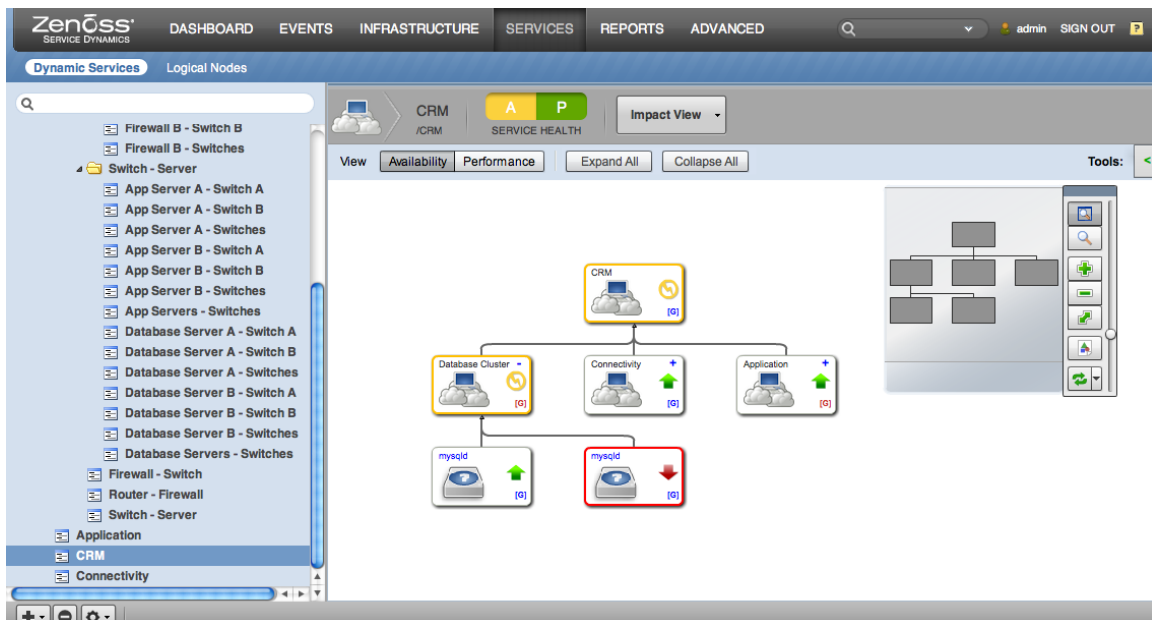 Zenoss
SERVICE DYNAMICS
DASHBOARD EVENTS INFRASTRUCTURE SERVICES REPORTS ADVANCED
admin SIGN OUT ?
Dynamic Services Logical Nodes
Firewall B - Switch B
Firewall B - Switches
Switch - Server
App Server A - Switch A
App Server A - Switch B
App Server A - Switches
App Server B - Switch A
App Server B - Switch B
App Server B - Switches
App Servers - Switches
Database Server A - Switch A
Database Server A - Switch B
Database Server A - Switches
Database Server B - Switch A
Database Server B - Switch B
Database Server B - Switches
Database Servers - Switches
Firewall - Switch
Router - Firewall
Switch - Server
Application
CRM
Connectivity
CRM
/CRM
A P
SERVICE HEALTH
Impact View
View Availability Performance Expand All Collapse All Tools:
CRM
[G]
Database Cluster -
[G]
Connectivity +
[G]
Application +
[G]
mysqld
[G]
mysqld
[G]